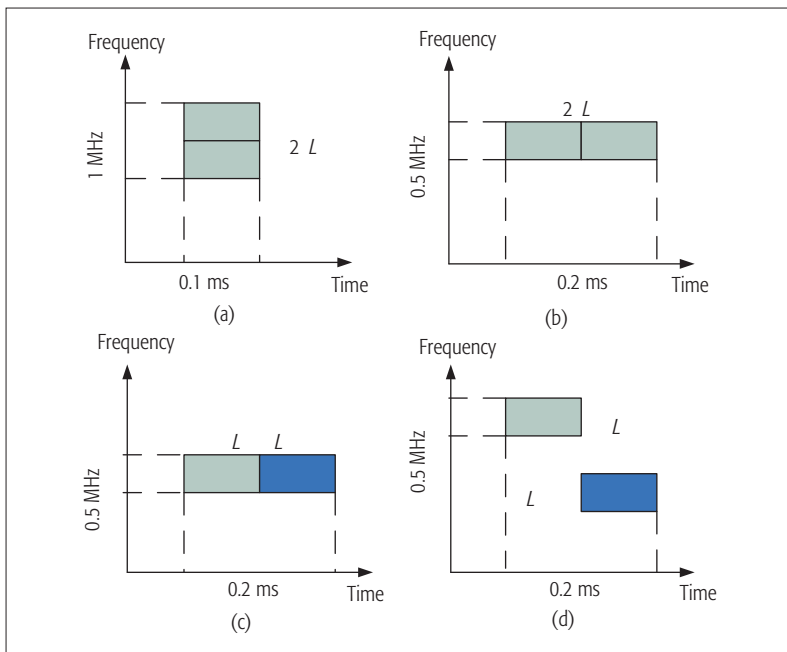 Frequency
1 MHz
2 L
0.1 ms
Time
(a)
Frequency
2 L
0.5 MHz
0.2 ms
Time
(b)
Frequency
L L
0.5 MHz
0.2 ms
Time
(c)
Frequency
L
0.5 MHz
L
0.2 ms
Time
(d)